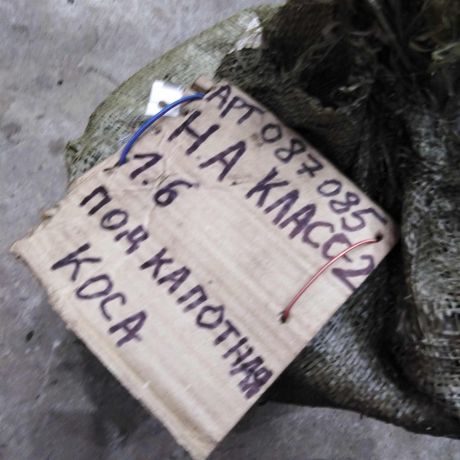 АРТ 087085
Н.А. КЛАСС-2
1.6
ПОД КАПОТНАЯ
КОСА